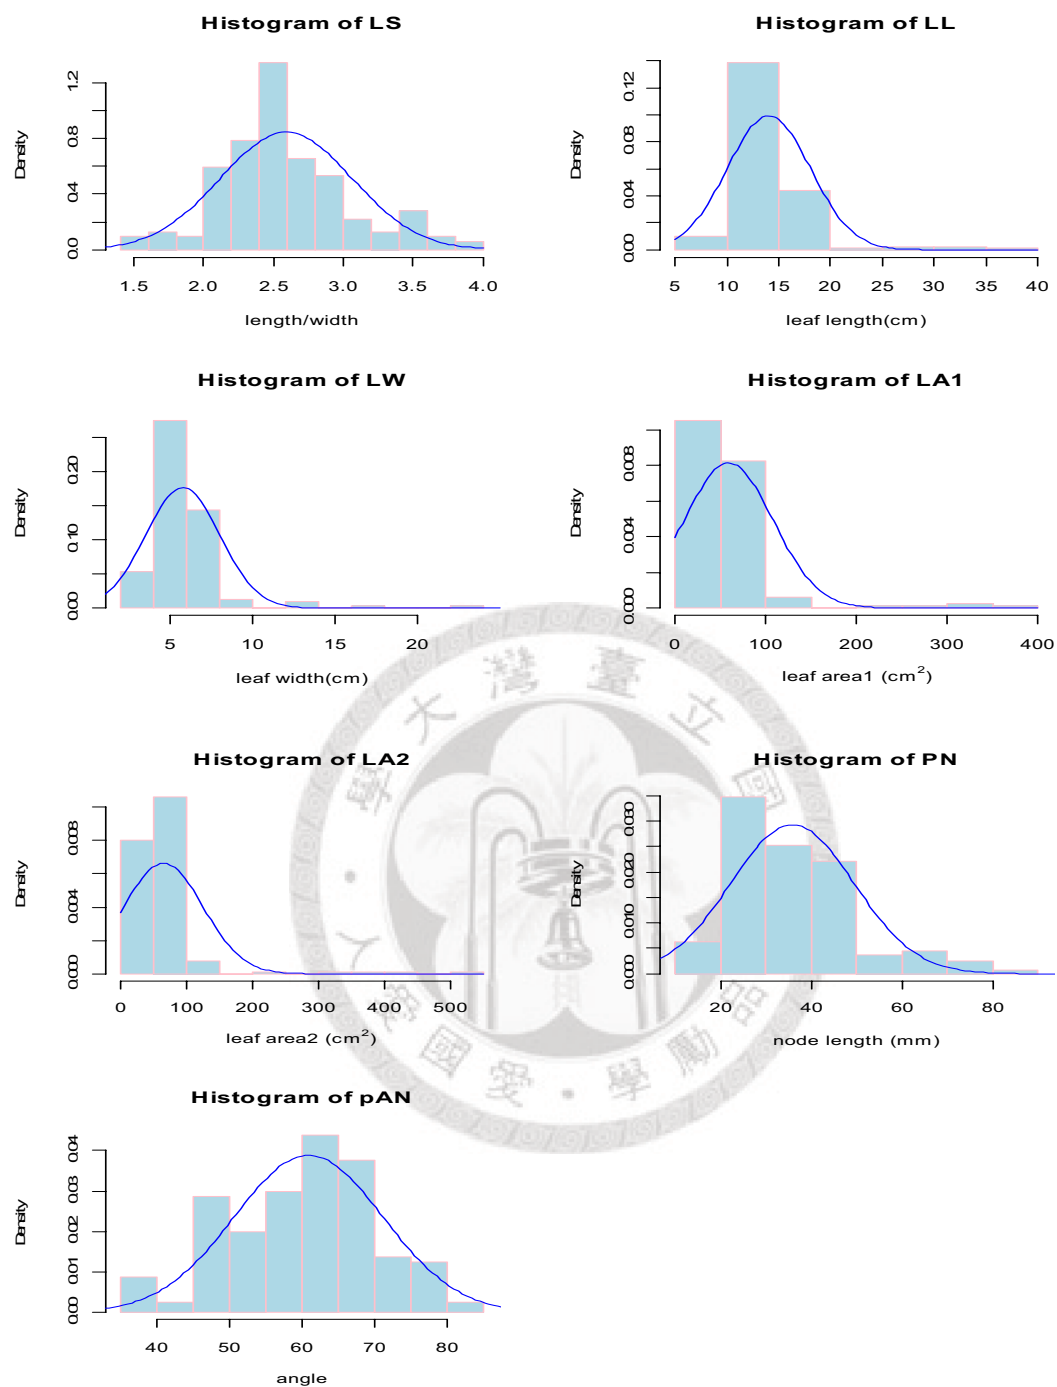 Histogram of LS
Density
0.0 0.4 0.8 1.2
1.5 2.0 2.5 3.0 3.5 4.0
length/width
Histogram of LL
Density
0.00 0.04 0.08 0.12
5 10 15 20 25 30 35 40
leaf length(cm)
Histogram of LW
Density
0.00 0.10 0.20
5 10 15 20
leaf width(cm)
Histogram of LA1
Density
0.000 0.004 0.008
0 100 200 300 400
leaf area1 (cm²)
Histogram of LA2
Density
0.000 0.004 0.008
0 100 200 300 400 500
leaf area2 (cm²)
Histogram of PN
Density
0.000 0.010 0.020 0.030
20 40 60 80
node length (mm)
Histogram of pAN
Density
0.00 0.01 0.02 0.03 0.04
40 50 60 70 80
angle
國立臺灣大學